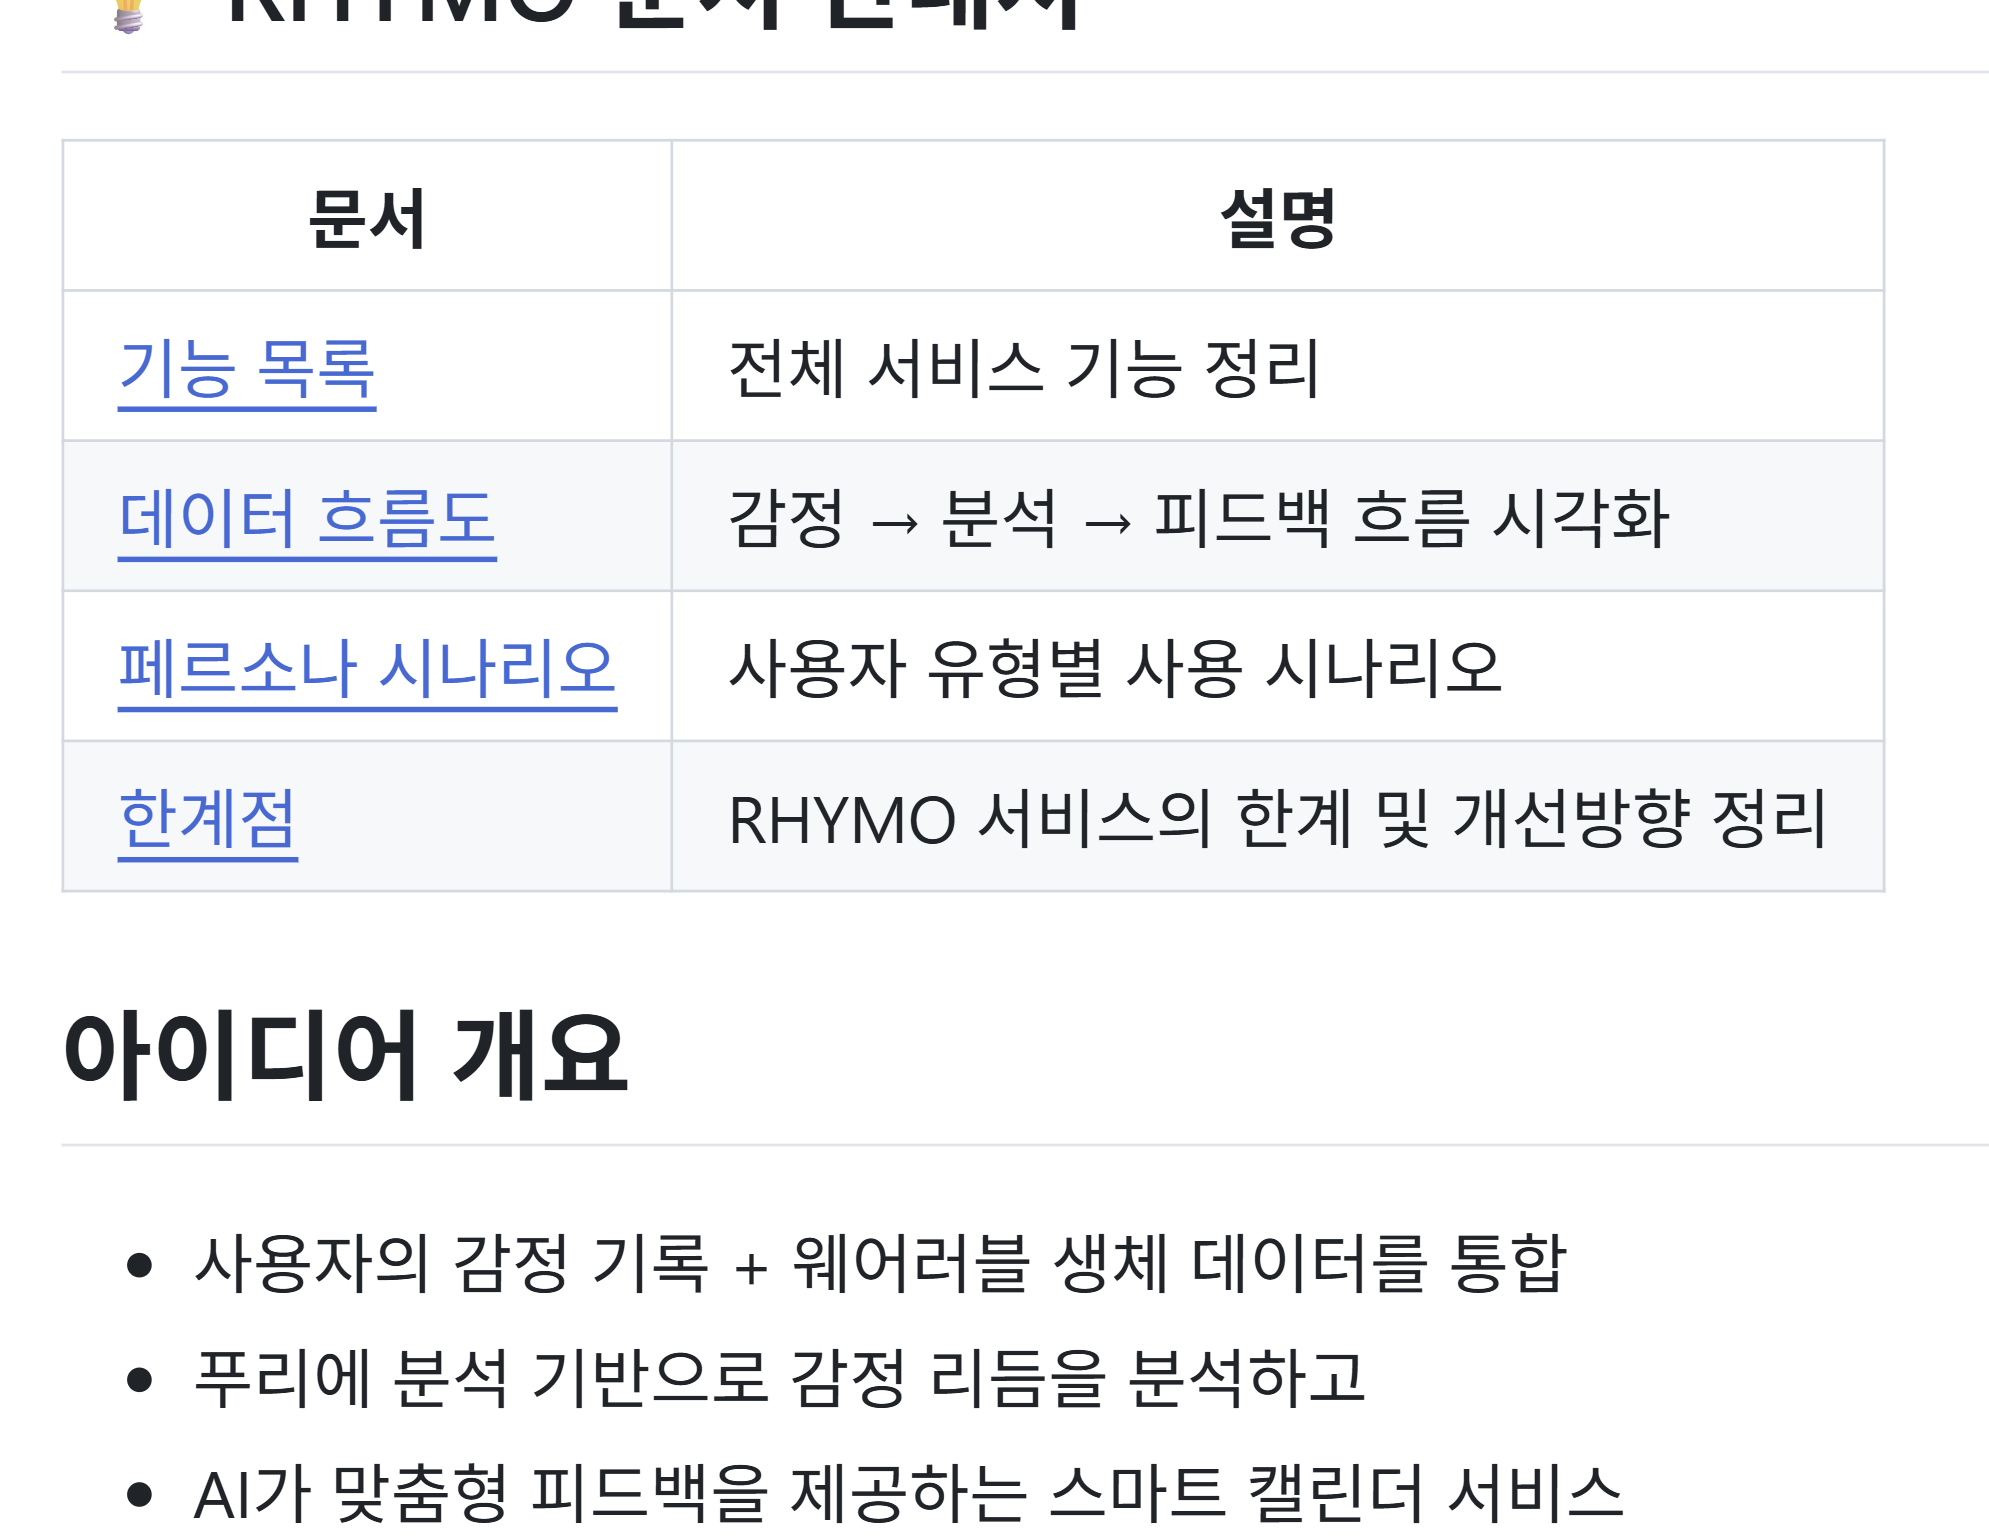 RHYMO 문서
문서 설명
기능 목록 전체 서비스 기능 정리
데이터 흐름도 감정 → 분석 → 피드백 흐름 시각화
페르소나 시나리오 사용자 유형별 사용 시나리오
한계점 RHYMO 서비스의 한계 및 개선방향 정리
아이디어 개요
• 사용자의 감정 기록 + 웨어러블 생체 데이터를 통합
• 푸리에 분석 기반으로 감정 리듬을 분석하고
• AI가 맞춤형 피드백을 제공하는 스마트 캘린더 서비스